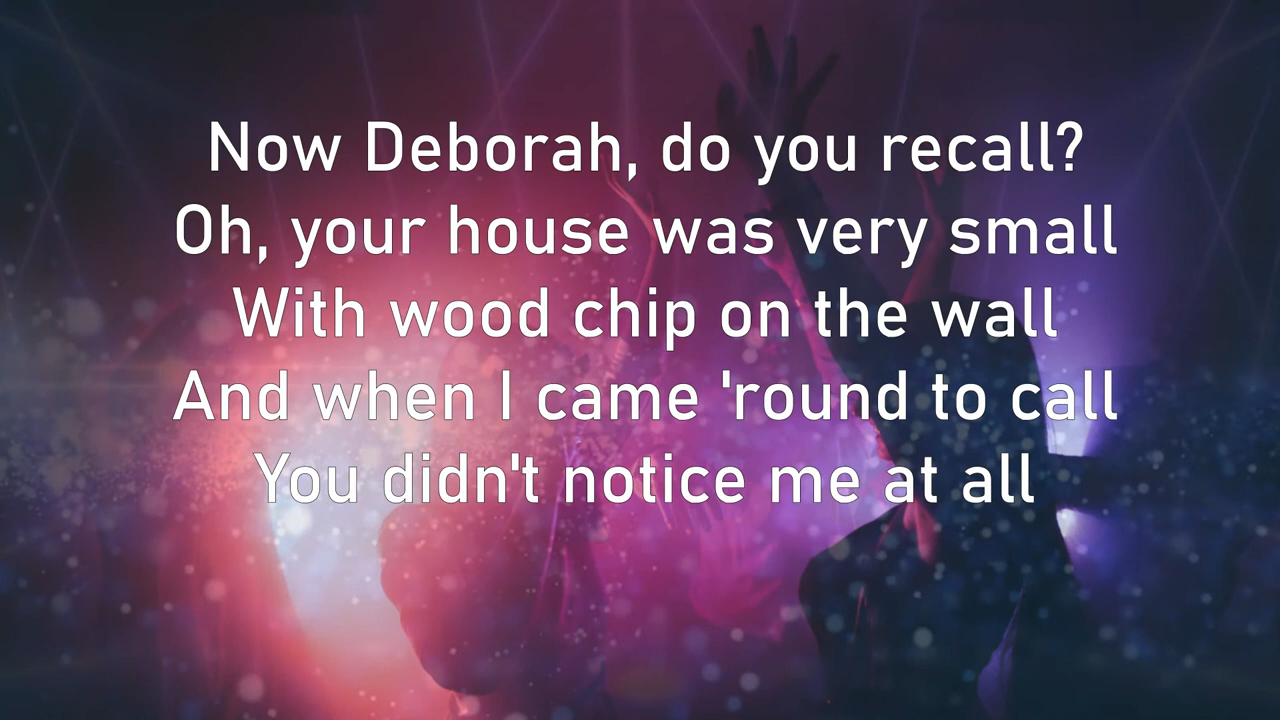 Now Deborah, do you recall?
Oh, your house was very small
With wood chip on the wall
And when I came 'round to call
You didn't notice me at all